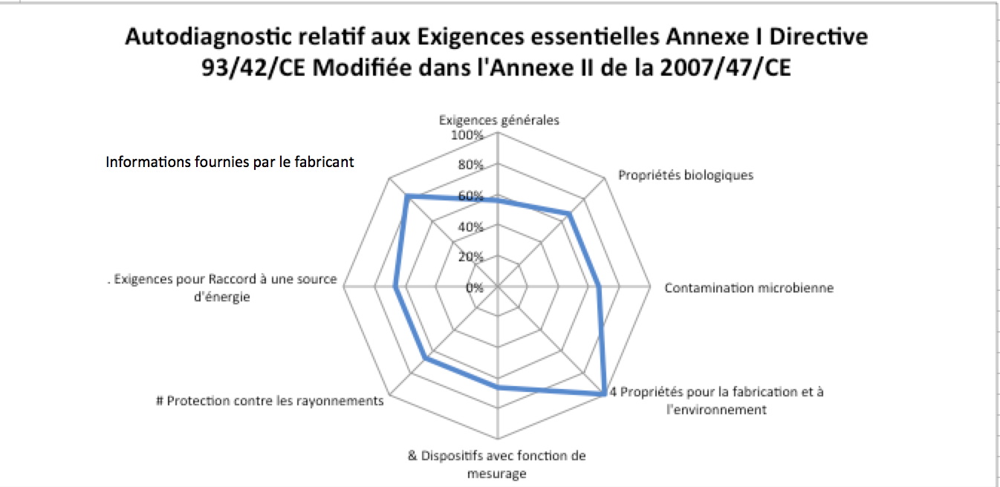 Autodiagnostic relatif aux Exigences essentielles Annexe I Directive
93/42/CE Modifiée dans l'Annexe II de la 2007/47/CE
Exigences générales
100%
Informations fournies par le fabricant
80%
Propriétés biologiques
60%
40%
20%
. Exigences pour Raccord à une source
d'énergie
0%
Contamination microbienne
4 Propriétés pour la fabrication et à
l'environnement
# Protection contre les rayonnements
& Dispositifs avec fonction de
mesurage